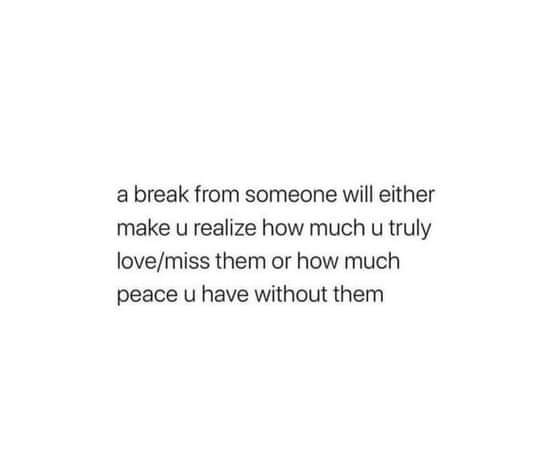 a break from someone will either
make u realize how much u truly
love/miss them or how much
peace u have without them